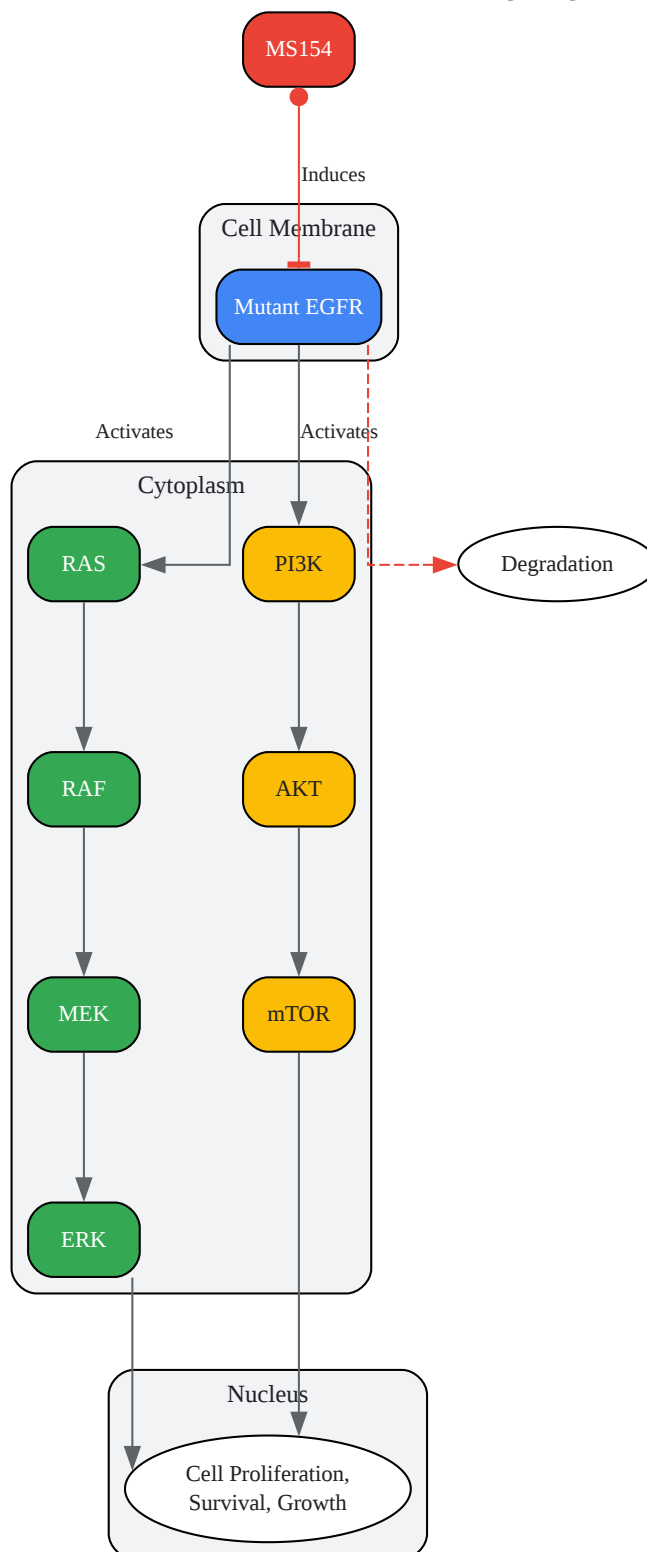 MS154
Induces
Cell Membrane
Mutant EGFR
Activates
Activates
Cytoplasm
RAS
PI3K
Degradation
RAF
AKT
MEK
mTOR
ERK
Nucleus
Cell Proliferation,
Survival, Growth